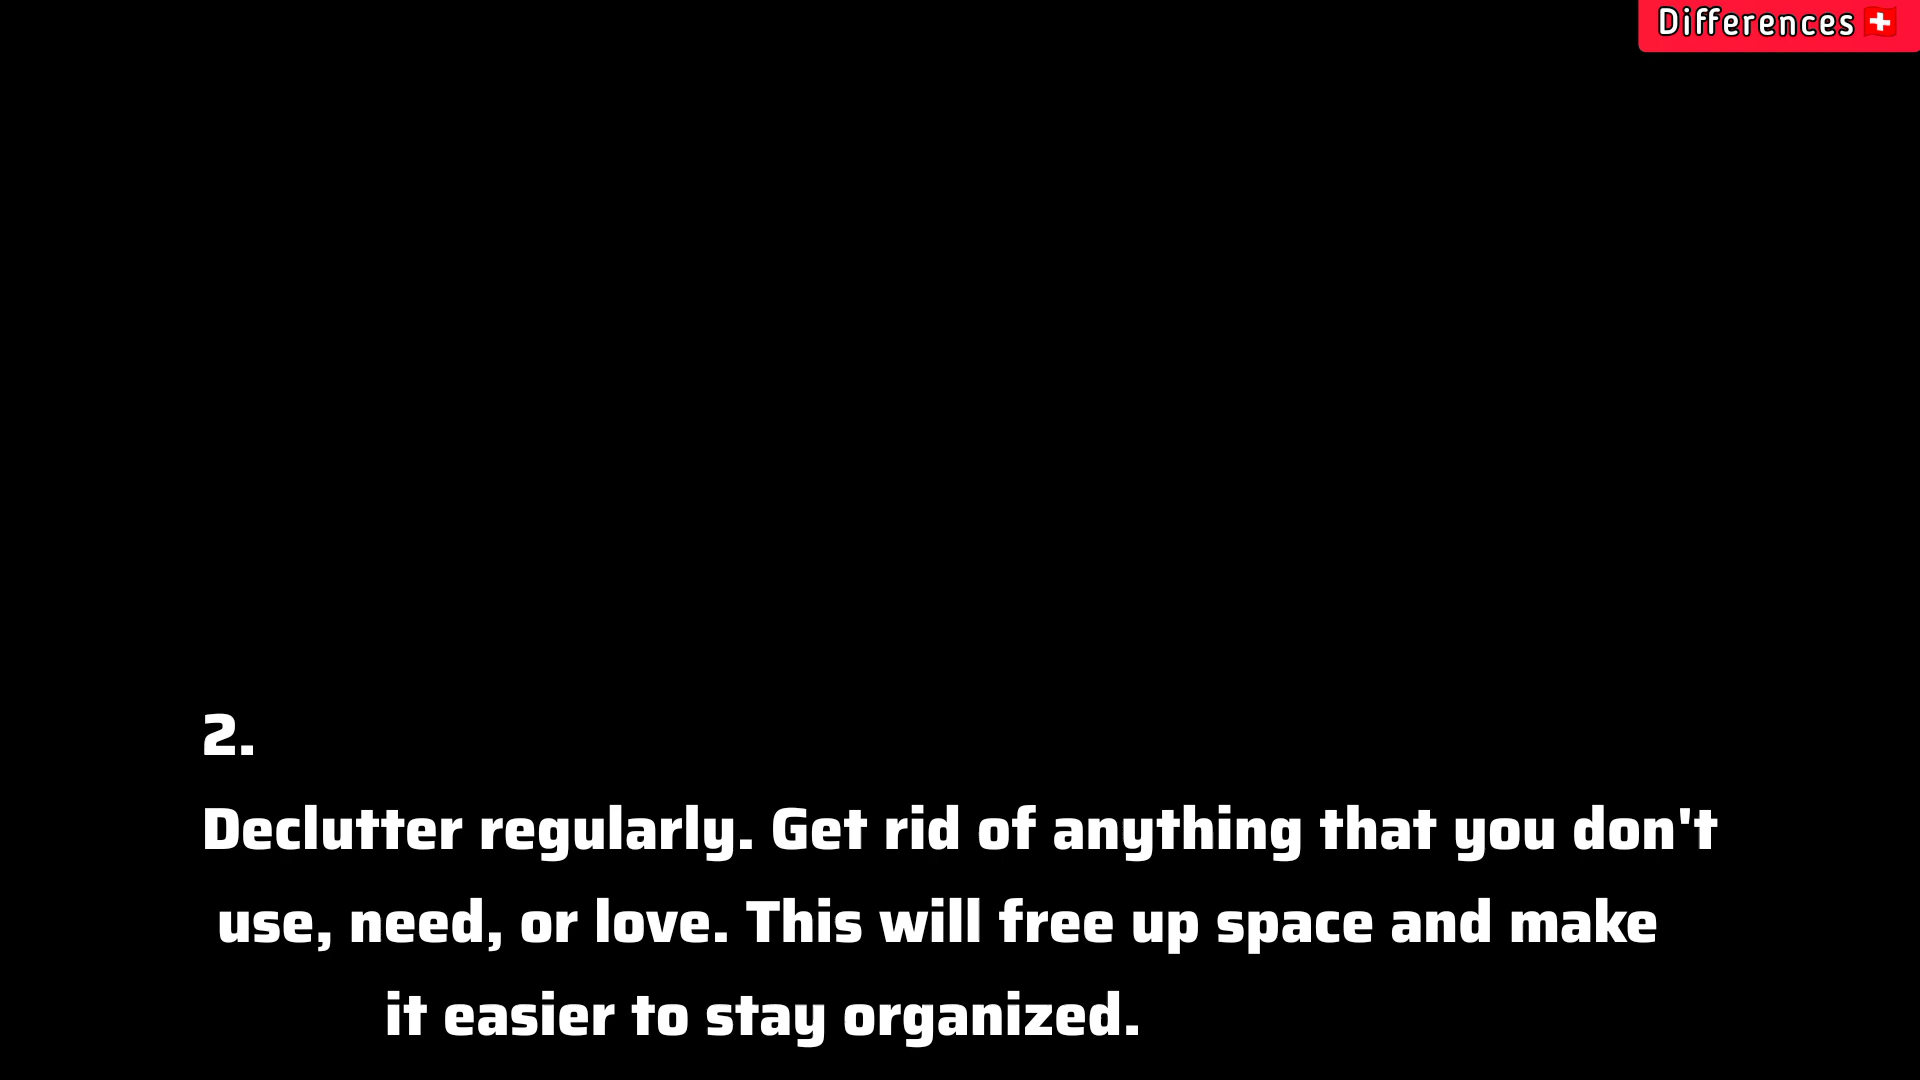 Differences 🇨🇭
2.
Declutter regularly. Get rid of anything that you don't
use, need, or love. This will free up space and make
it easier to stay organized.